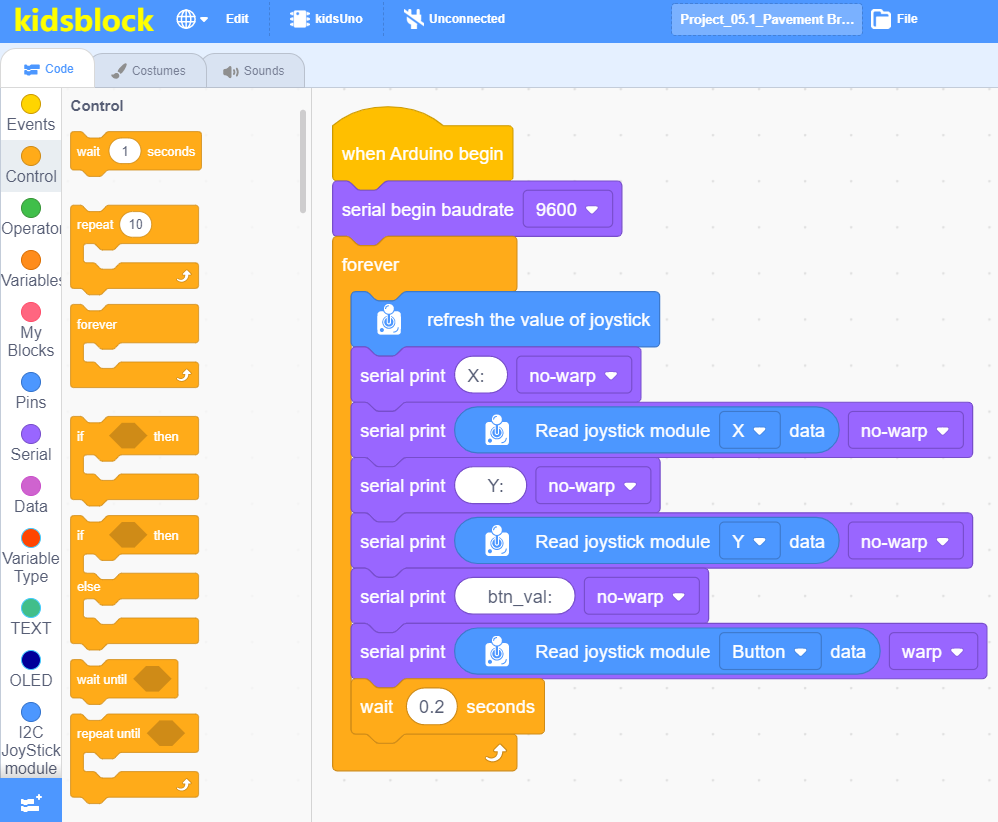 kidsblock
Edit
kidsUno
Unconnected
Project_05.1_Pavement Br...
File
Code
Costumes
Sounds
Events
Control
Operator
Variables
My
Blocks
Pins
Serial
Data
Variable
Type
TEXT
OLED
I2C
JoyStick
module
Control
wait 1 seconds
repeat 10
forever
if then
if then
else
wait until
repeat until
when Arduino begin
serial begin baudrate 9600
forever
refresh the value of joystick
serial print X: no-warp
serial print Read joystick module X data no-warp
serial print Y: no-warp
serial print Read joystick module Y data no-warp
serial print btn_val: no-warp
serial print Read joystick module Button data warp
wait 0.2 seconds